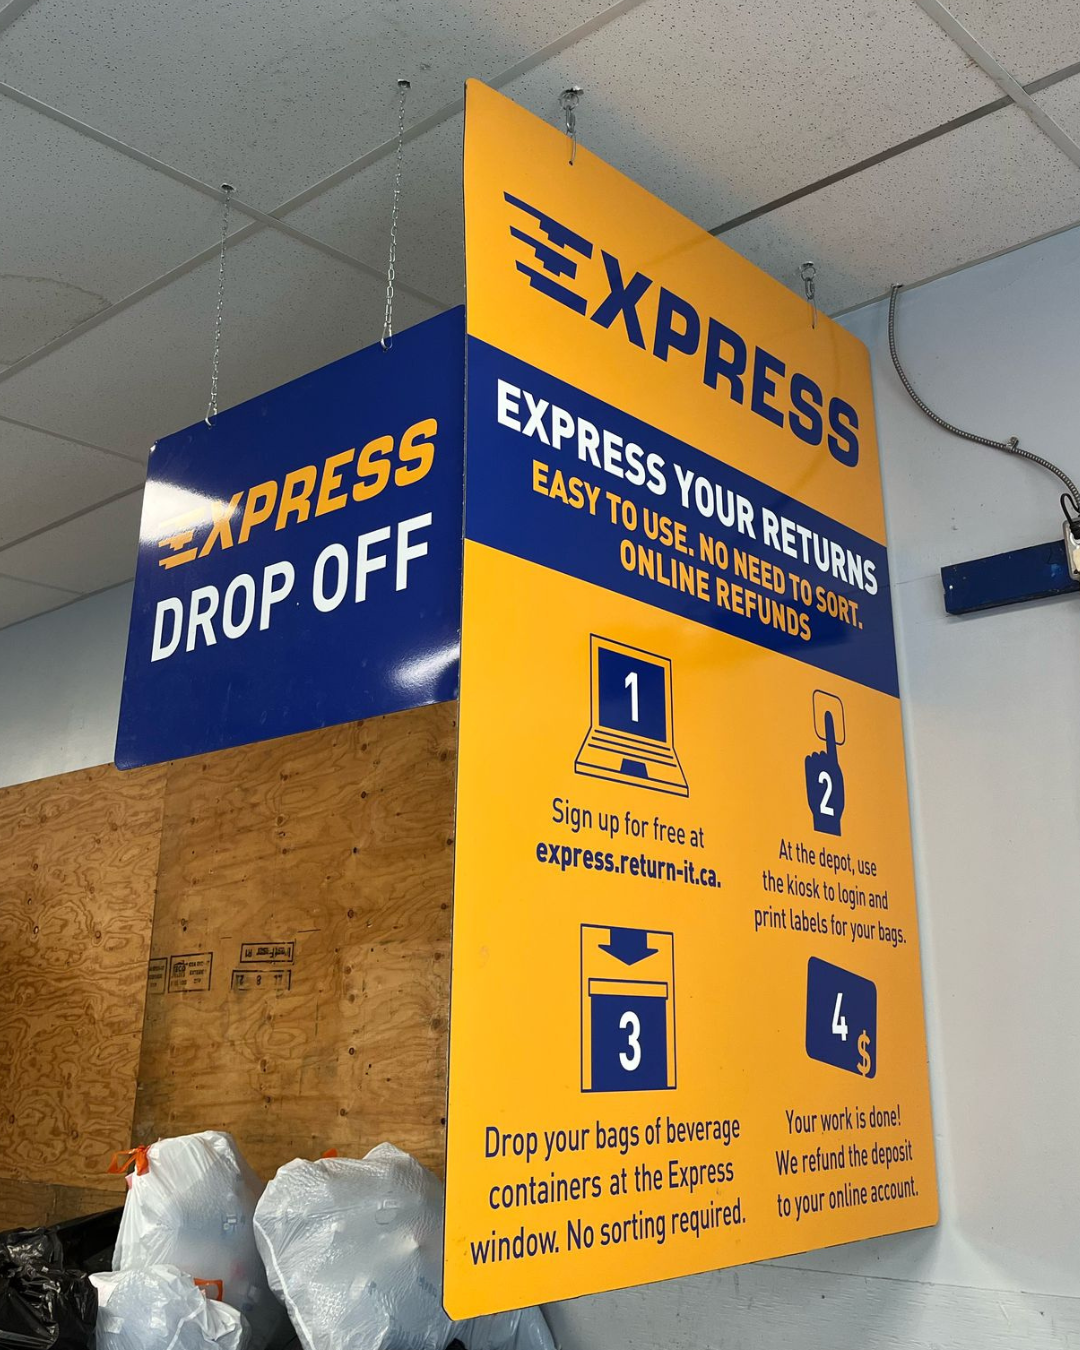 EXPRESS
DROP OFF
EXPRESS
EXPRESS YOUR RETURNS
EASY TO USE. NO NEED TO SORT.
ONLINE REFUNDS
1
Sign up for free at
express.return-it.ca.
2
At the depot, use
the kiosk to login and
print labels for your bags.
3
Drop your bags of beverage
containers at the Express
window. No sorting required.
4
$
Your work is done!
We refund the deposit
to your online account.